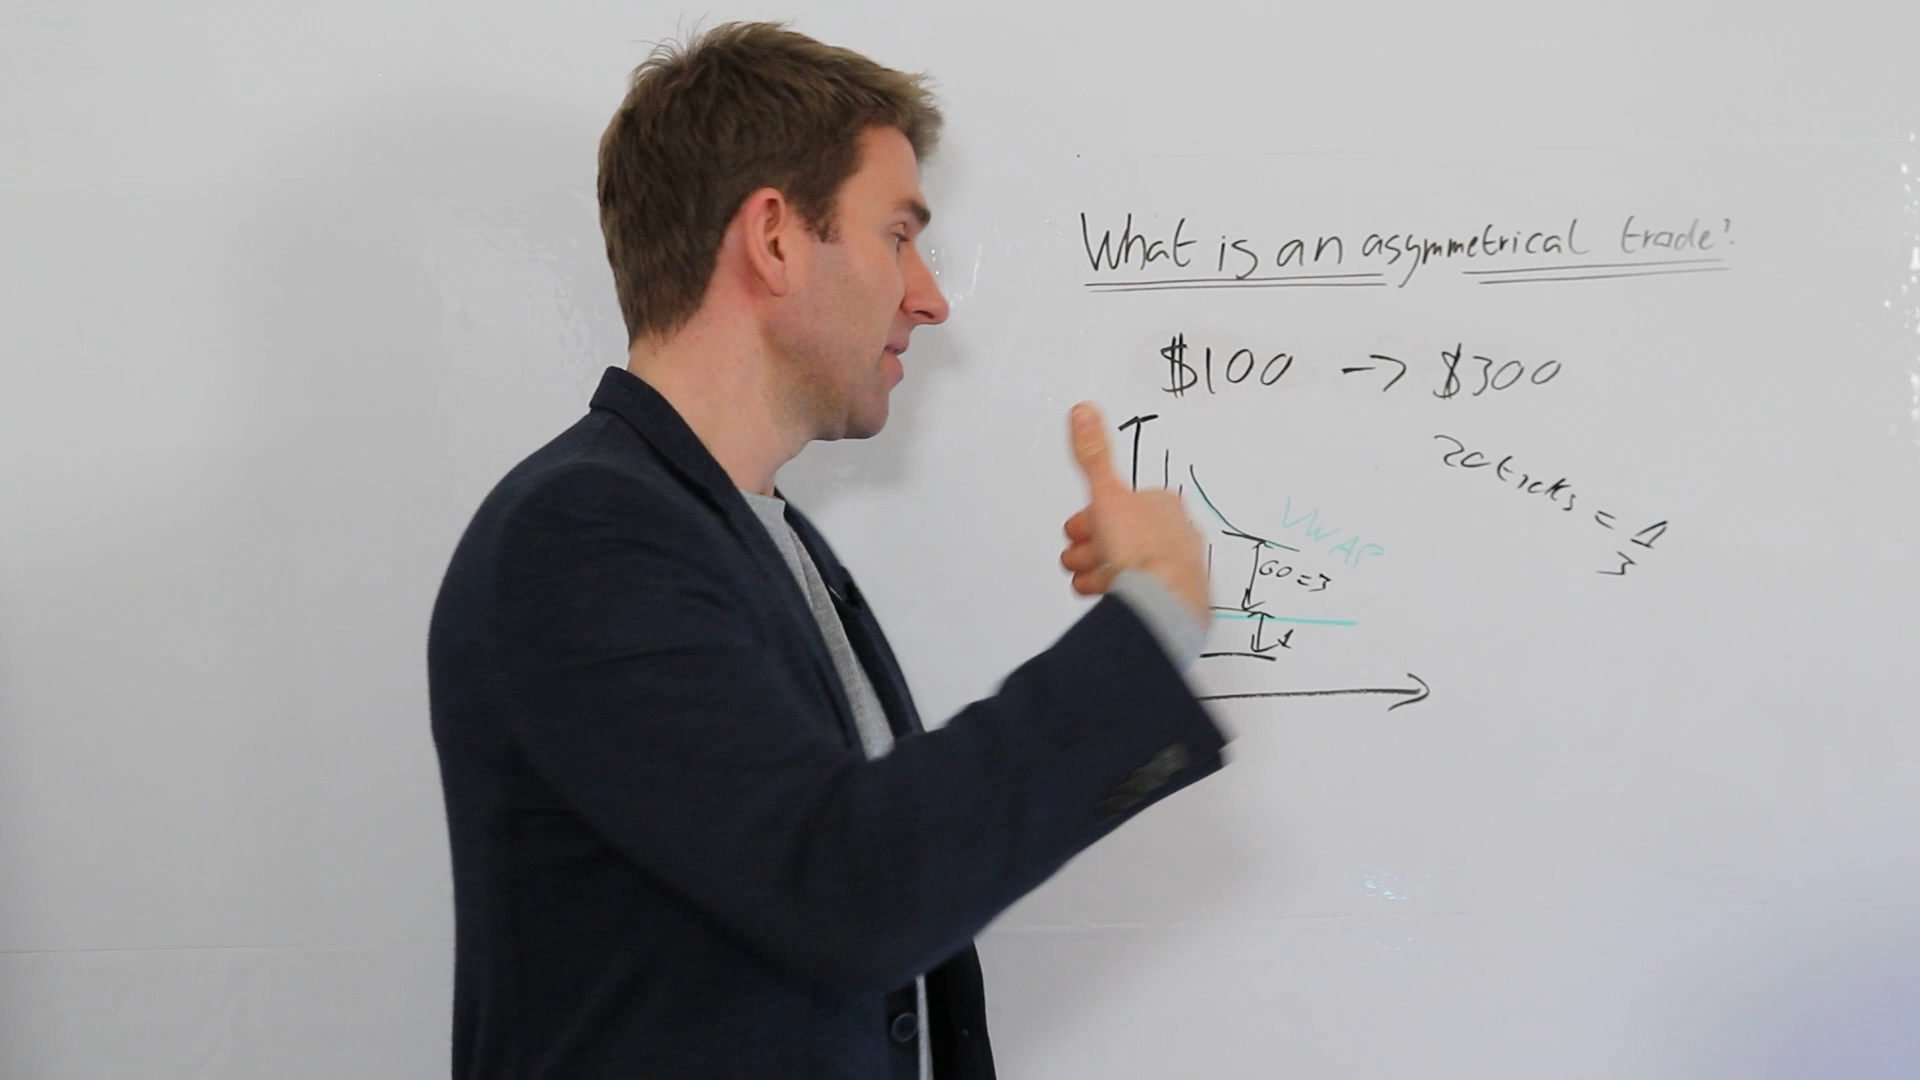 What is an asymmetrical trade?
$100 -> $300
20 ticks = 1/3
VWAP
60 = 3
1